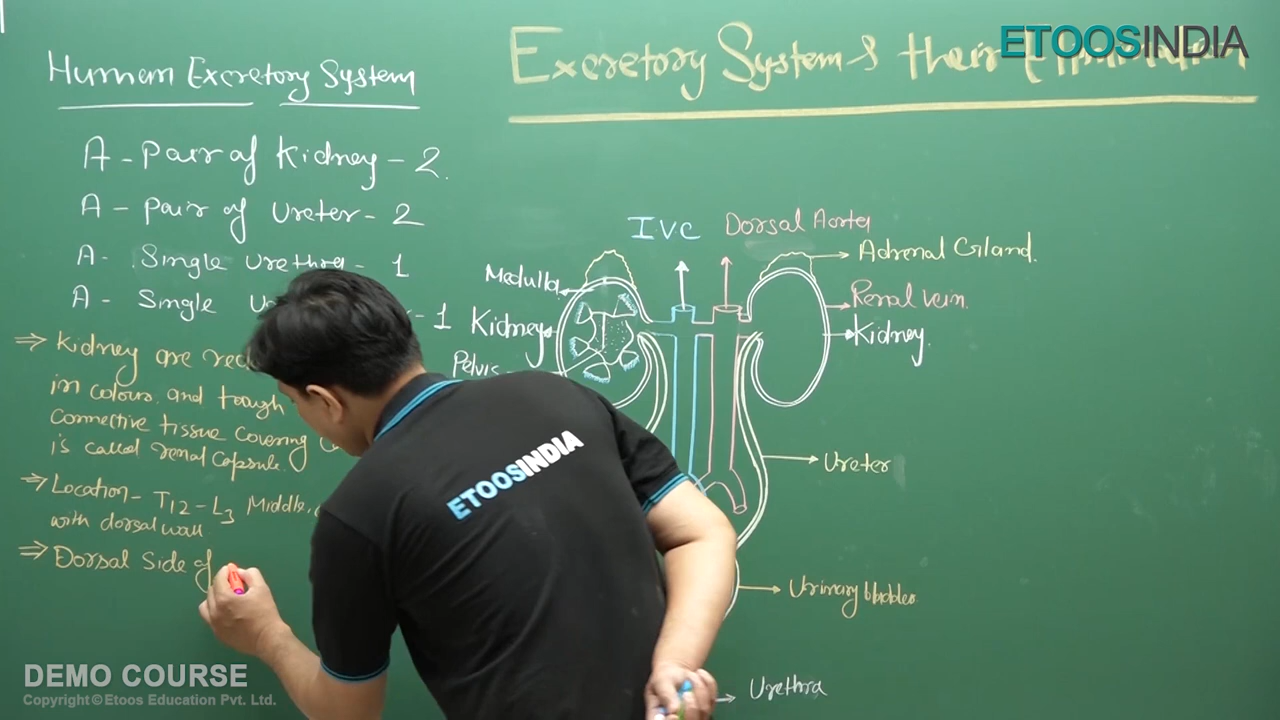 ETOOSINDIA
Excretory System & their
Human Excretory System
A - Pair of Kidney - 2.
A - Pair of Ureter - 2
A - Single Urethra - 1
A - Single - 1
⇒ Kidney are
in colour and tough
connective tissue covering
is called renal capsule.
⇒ Location - T12 - L3 Middle,
with dorsal wall
⇒ Dorsal Side of
IVC
Dorsal Aorta
Adrenal Gland.
Medulla
Renal vein.
Kidney
Kidney.
Pelvis
Ureter
Urinary bladder
Urethra
ETOOSINDIA
DEMO COURSE
Copyright © Etoos Education Pvt. Ltd.